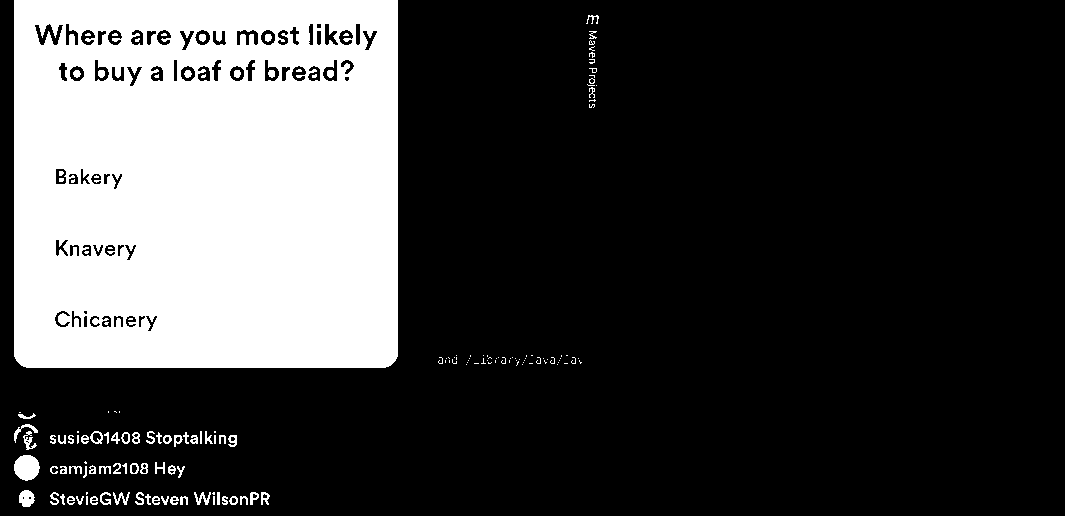 Where are you most likely
to buy a loaf of bread?
Bakery
Knavery
Chicanery
m Maven Projects
and /Library/Java/Jav
susieQ1408 Stoptalking
camjam2108 Hey
StevieGW Steven WilsonPR